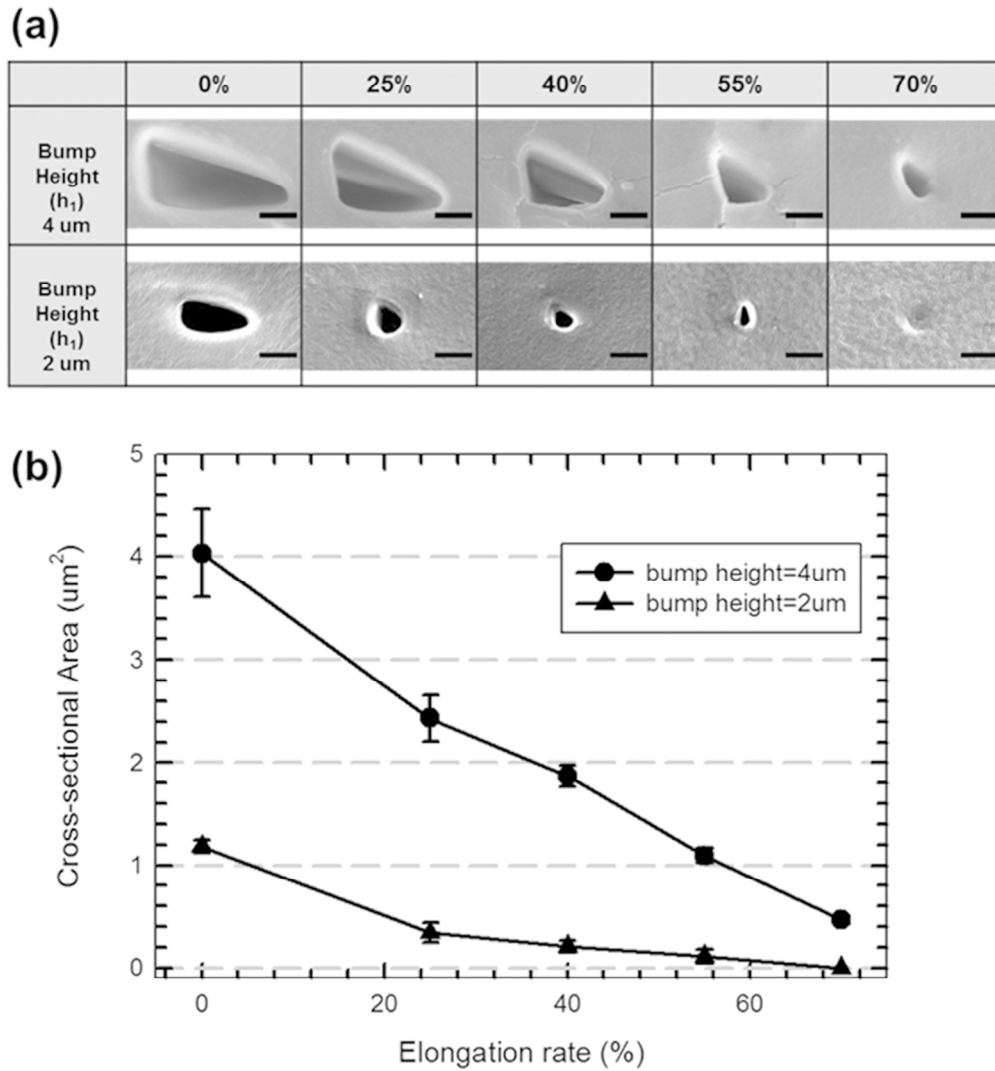 (a)
0% 25% 40% 55% 70%
Bump
Height
(h₁)
4 um
Bump
Height
(h₁)
2 um
(b)
5
4
3
2
1
0
Cross-sectional Area (um²)
bump height=4um
bump height=2um
0 20 40 60
Elongation rate (%)